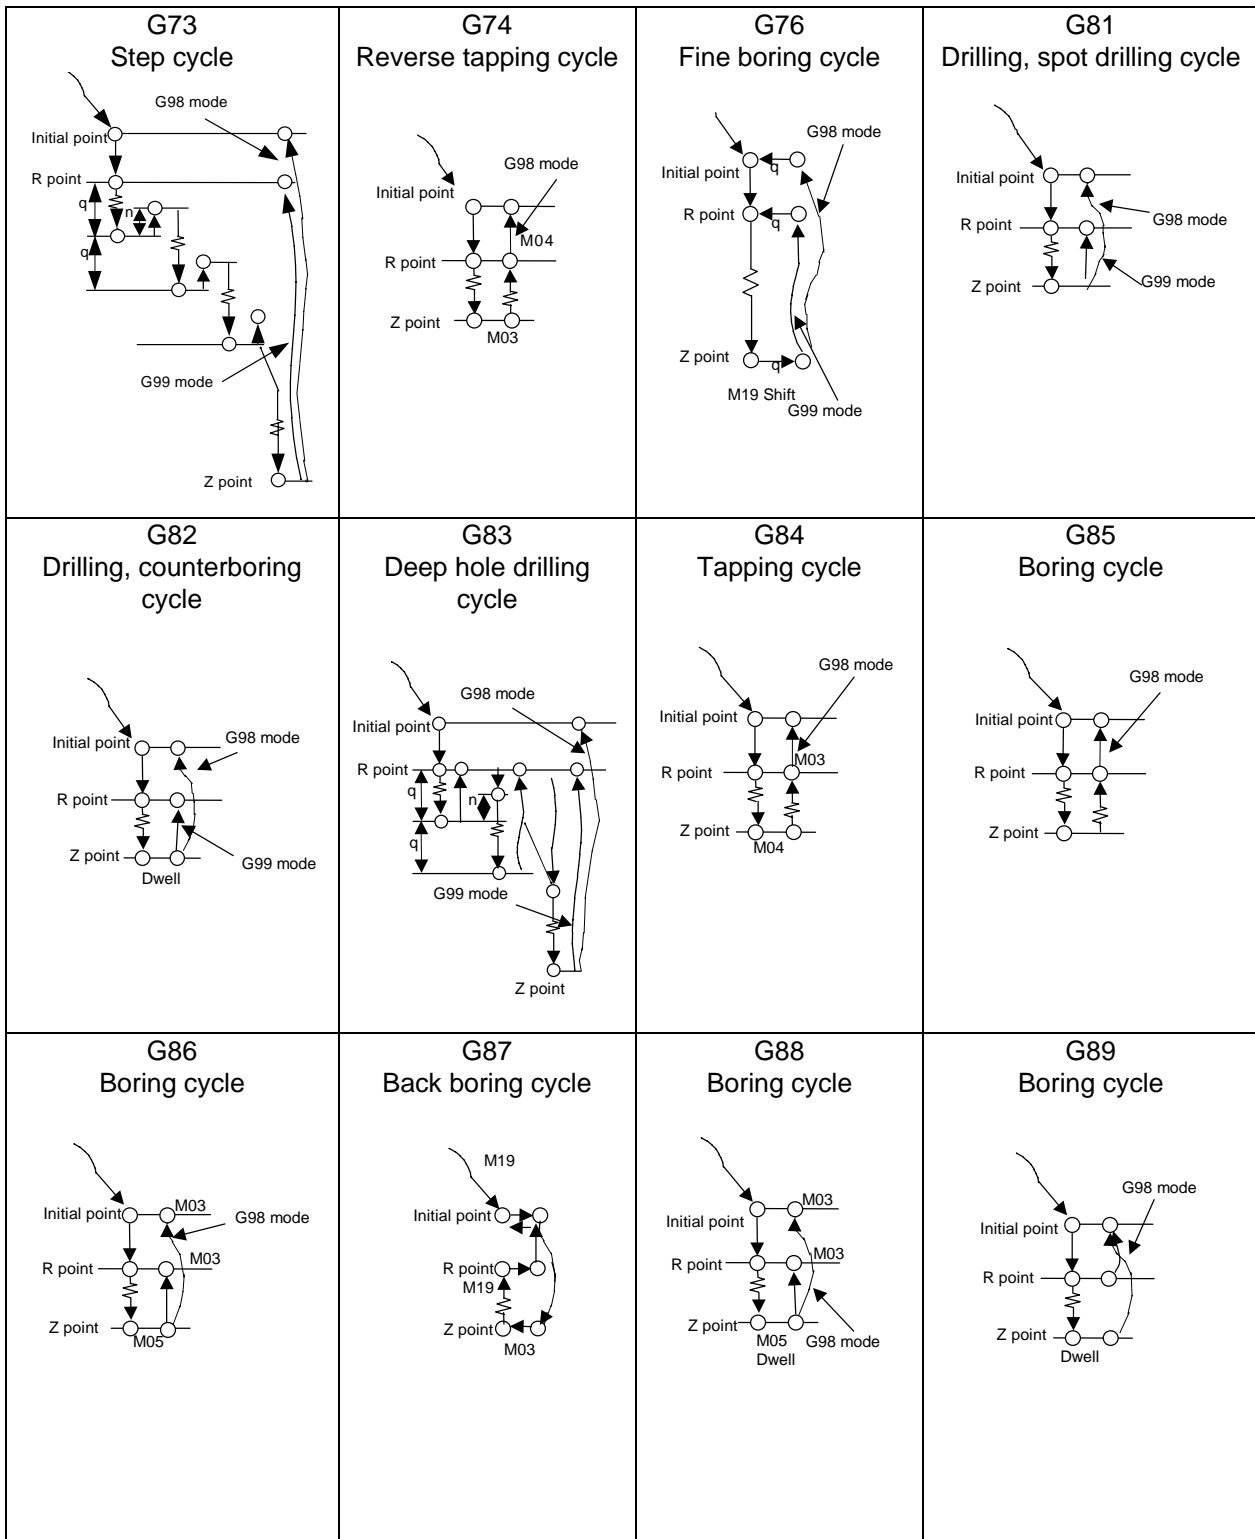 G73
Step cycle
G98 mode
Initial point
R point
q
n
q
G99 mode
Z point
G74
Reverse tapping cycle
G98 mode
Initial point
M04
R point
Z point
M03
G76
Fine boring cycle
G98 mode
q
Initial point
R point
q
Z point
q
M19 Shift
G99 mode
G81
Drilling, spot drilling cycle
Initial point
G98 mode
R point
G99 mode
Z point
G82
Drilling, counterboring
cycle
Initial point
G98 mode
R point
Z point
G99 mode
Dwell
G83
Deep hole drilling
cycle
G98 mode
Initial point
R point
q
n
q
G99 mode
Z point
G84
Tapping cycle
G98 mode
Initial point
M03
R point
Z point
M04
G85
Boring cycle
G98 mode
Initial point
R point
Z point
G86
Boring cycle
M03
Initial point
G98 mode
M03
R point
Z point
M05
G87
Back boring cycle
M19
Initial point
R point
M19
Z point
M03
G88
Boring cycle
M03
Initial point
M03
R point
Z point
M05
G98 mode
Dwell
G89
Boring cycle
G98 mode
Initial point
R point
Z point
Dwell